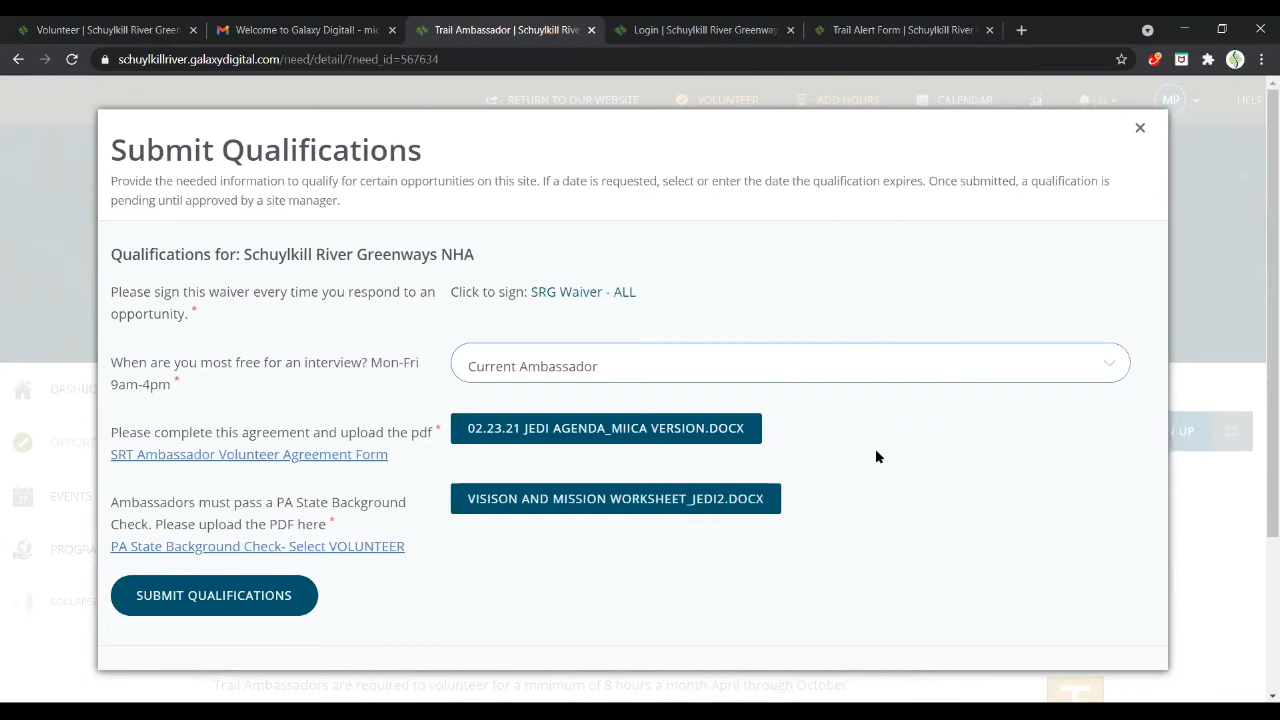 Volunteer | Schuylkill River Green
Welcome to Galaxy Digital! - mi
Trail Ambassador | Schuylkill Rive
Login | Schuylkill River Greenway
Trail Alert Form | Schuylkill River
schuylkillriver.galaxydigital.com/need/detail/?need_id=567634
RETURN TO OUR WEBSITE VOLUNTEER ADD HOURS CALENDAR MP HELP
Submit Qualifications
Provide the needed information to qualify for certain opportunities on this site. If a date is requested, select or enter the date the qualification expires. Once submitted, a qualification is
pending until approved by a site manager.
Qualifications for: Schuylkill River Greenways NHA
Please sign this waiver every time you respond to an
opportunity. *
Click to sign: SRG Waiver - ALL
When are you most free for an interview? Mon-Fri
9am-4pm *
Current Ambassador
Please complete this agreement and upload the pdf *
SRT Ambassador Volunteer Agreement Form
02.23.21 JEDI AGENDA_MIICA VERSION.DOCX
Ambassadors must pass a PA State Background
Check. Please upload the PDF here *
PA State Background Check- Select VOLUNTEER
VISISON AND MISSION WORKSHEET_JEDI2.DOCX
SUBMIT QUALIFICATIONS
DASHBO
OPPORT
EVENTS
PROGRA
COLLAPSE
UP
Trail Ambassadors are required to volunteer for a minimum of 8 hours a month April through October